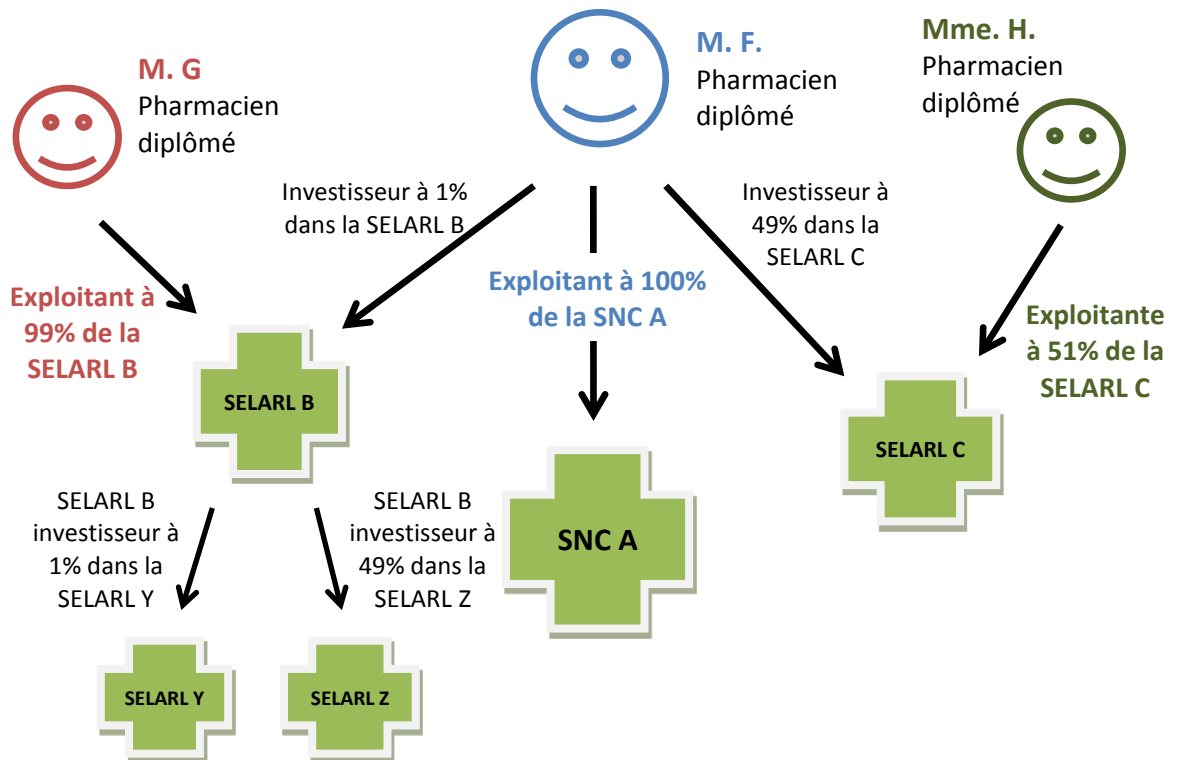 M. G
Pharmacien
diplômé
M. F.
Pharmacien
diplômé
Mme. H.
Pharmacien
diplômé
Investisseur à 1%
dans la SELARL B
Investisseur à
49% dans la
SELARL C
Exploitant à
99% de la
SELARL B
Exploitant à 100%
de la SNC A
Exploitante
à 51% de la
SELARL C
SELARL B
SNC A
SELARL C
SELARL B
investisseur à
1% dans la
SELARL Y
SELARL B
investisseur à
49% dans la
SELARL Z
SELARL Y
SELARL Z